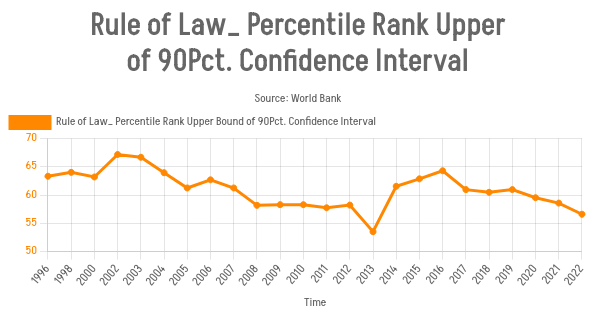 Rule of Law_ Percentile Rank Upper
of 90Pct. Confidence Interval
Source: World Bank
Rule of Law_ Percentile Rank Upper Bound of 90Pct. Confidence Interval
70
65
60
55
50
1996 1998 2000 2002 2003 2004 2005 2006 2007 2008 2009 2010 2011 2012 2013 2014 2015 2016 2017 2018 2019 2020 2021 2022
Time